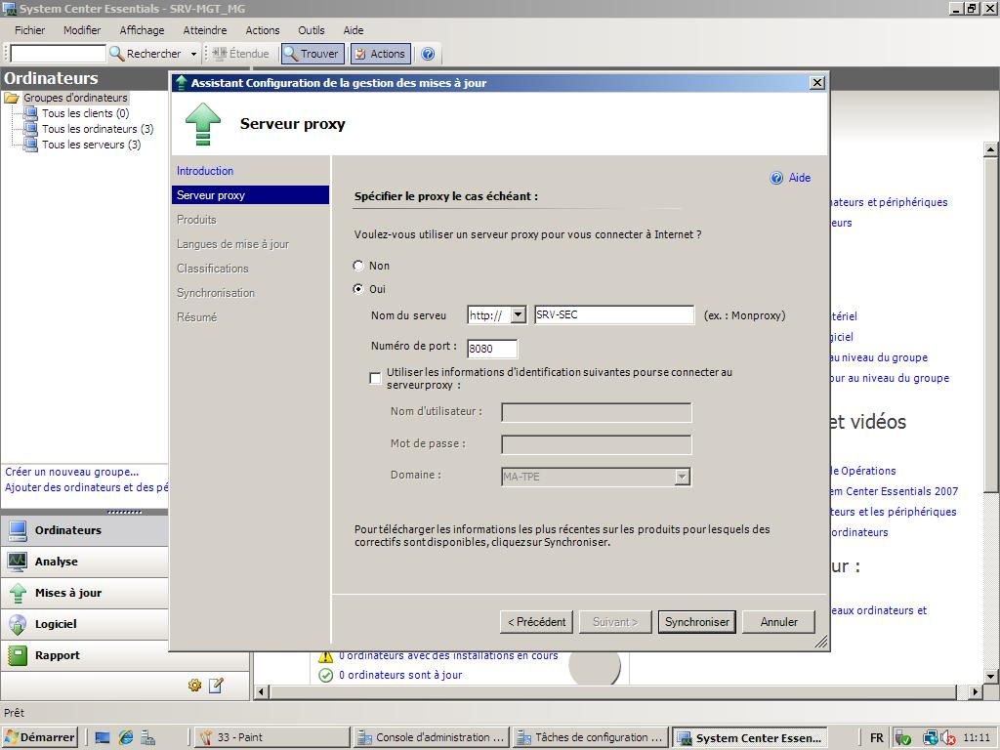 System Center Essentials - SRV-MGT_MG
Fichier Modifier Affichage Atteindre Actions Outils Aide
Rechercher Étendue Trouver Actions
Ordinateurs
Groupes d'ordinateurs
Tous les clients (0)
Tous les ordinateurs (3)
Tous les serveurs (3)
Créer un nouveau groupe...
Ajouter des ordinateurs et des pé
Ordinateurs
Analyse
Mises à jour
Logiciel
Rapport
Assistant Configuration de la gestion des mises à jour
Serveur proxy
Introduction
Serveur proxy
Produits
Langues de mise à jour
Classifications
Synchronisation
Résumé
Aide
Spécifier le proxy le cas échéant :
Voulez-vous utiliser un serveur proxy pour vous connecter à Internet ?
Non
Oui
Nom du serveu http:// SRV-SEC (ex. : Monproxy)
Numéro de port : 8080
Utiliser les informations d'identification suivantes pour se connecter au
serveur proxy :
Nom d'utilisateur :
Mot de passe :
Domaine : MA-TPE
Pour télécharger les informations les plus récentes sur les produits pour lesquels des
correctifs sont disponibles, cliquez sur Synchroniser.
< Précédent Suivant > Synchroniser Annuler
nateurs et périphériques
eurs
tériel
giciel
au niveau du groupe
our au niveau du groupe
et vidéos
le Opérations
em Center Essentials 2007
teurs et les périphériques
ordinateurs
ur :
eaux ordinateurs et
0 ordinateurs avec des installations en cours
0 ordinateurs sont à jour
Prêt
Démarrer 33 - Paint Console d'administration ... Tâches de configuration ... System Center Essen... FR 11:11